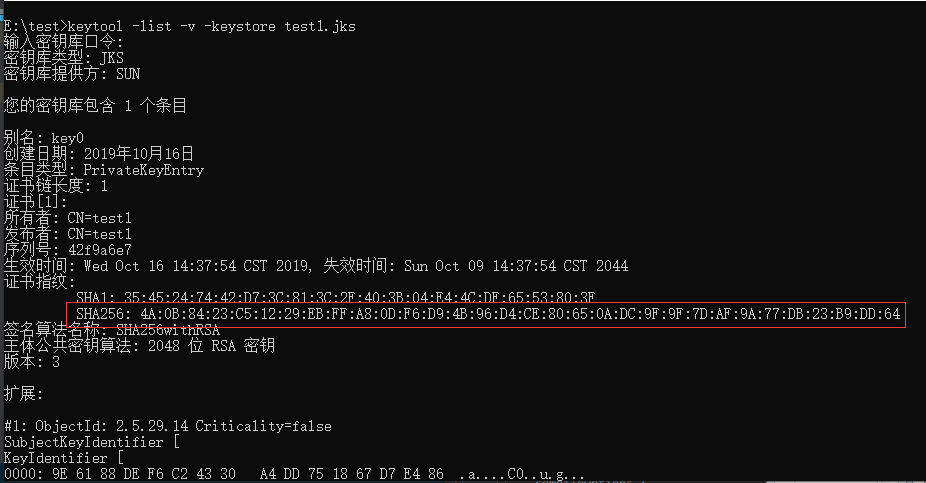 E:\test>keytool -list -v -keystore test1.jks
输入密钥库口令:
密钥库类型: JKS
密钥库提供方: SUN
您的密钥库包含 1 个条目
别名: key0
创建日期: 2019年10月16日
条目类型: PrivateKeyEntry
证书链长度: 1
证书[1]:
所有者: CN=test1
发布者: CN=test1
序列号: 42f9a6e7
生效时间: Wed Oct 16 14:37:54 CST 2019, 失效时间: Sun Oct 09 14:37:54 CST 2044
证书指纹:
SHA1: 35:45:24:74:42:D7:3C:81:3C:2F:40:3B:04:E4:4C:DF:65:53:80:3F
SHA256: 4A:0B:84:23:C5:12:29:EB:FF:A8:0D:F6:D9:4B:96:D4:CE:80:65:0A:DC:9F:9F:7D:AF:9A:77:DB:23:B9:DD:64
签名算法名称: SHA256withRSA
主体公共密钥算法: 2048 位 RSA 密钥
版本: 3
扩展:
#1: ObjectId: 2.5.29.14 Criticality=false
SubjectKeyIdentifier [
KeyIdentifier [
0000: 9E 61 88 DE F6 C2 43 30 A4 DD 75 18 67 D7 E4 86 .a....C0..u.g...